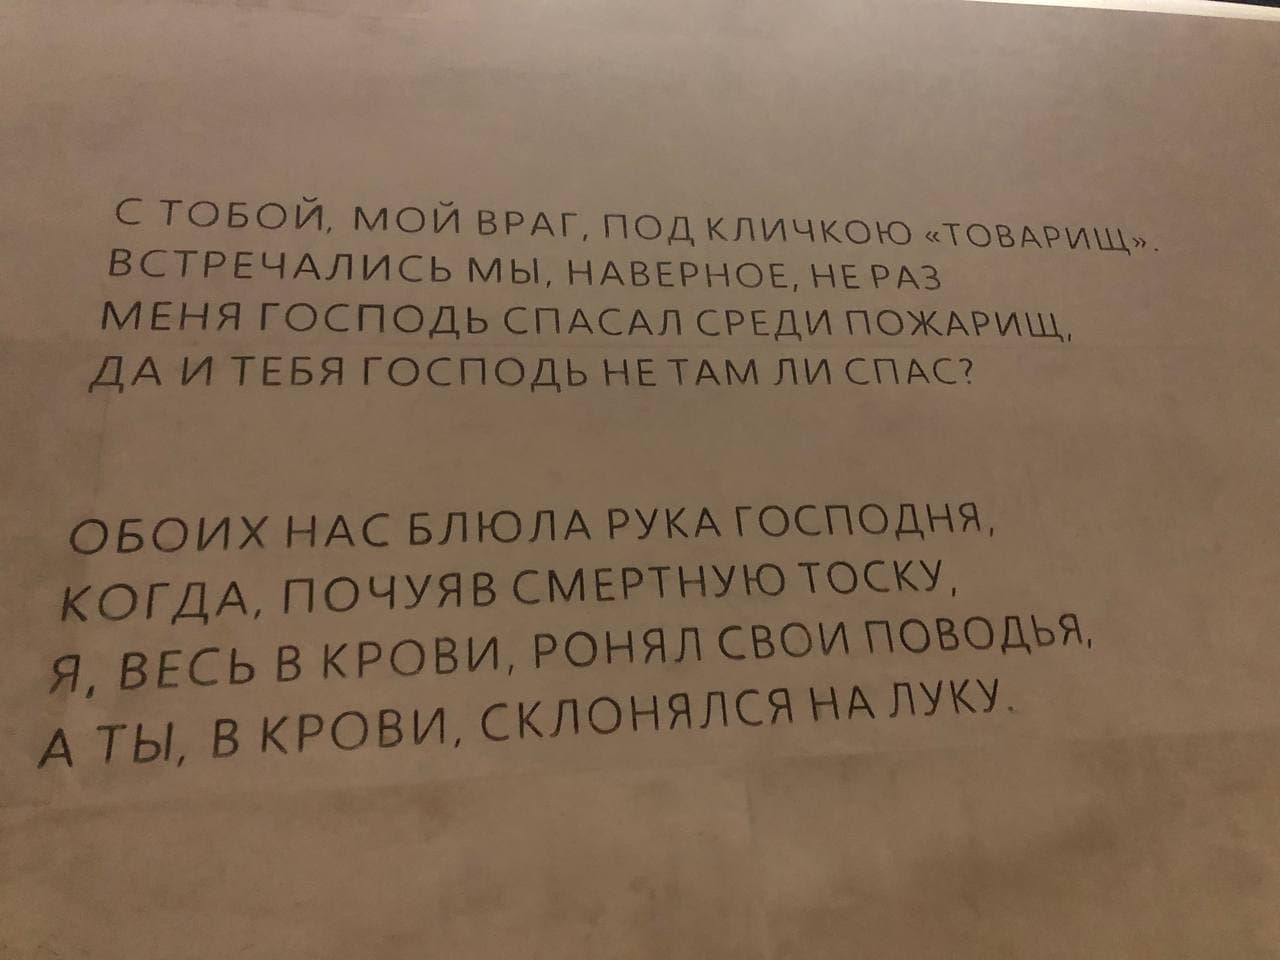 С ТОБОЙ, МОЙ ВРАГ, ПОД КЛИЧКОЮ «ТОВАРИЩ».
ВСТРЕЧАЛИСЬ МЫ, НАВЕРНОЕ, НЕ РАЗ
МЕНЯ ГОСПОДЬ СПАСАЛ СРЕДИ ПОЖАРИЩ,
ДА И ТЕБЯ ГОСПОДЬ НЕ ТАМ ЛИ СПАС?
ОБОИХ НАС БЛЮЛА РУКА ГОСПОДНЯ,
КОГДА, ПОЧУЯВ СМЕРТНУЮ ТОСКУ,
Я, ВЕСЬ В КРОВИ, РОНЯЛ СВОИ ПОВОДЬЯ,
А ТЫ, В КРОВИ, СКЛОНЯЛСЯ НА ЛУКУ.